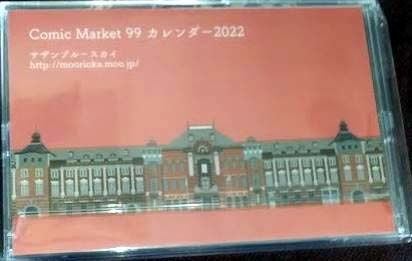 Comic Market 99 カレンダー2022
サザンブルースカイ
http://mooricka.moo.jp/